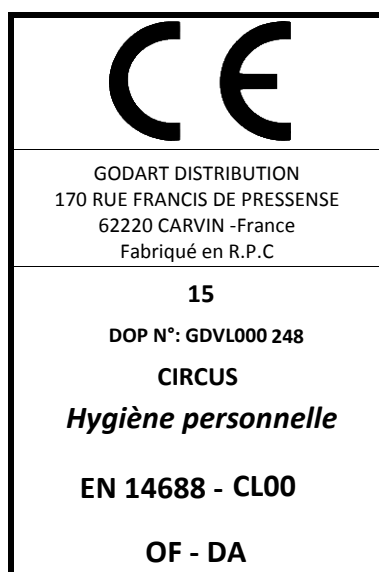 CE
GODART DISTRIBUTION
170 RUE FRANCIS DE PRESSENSE
62220 CARVIN -France
Fabriqué en R.P.C
15
DOP N°: GDVL000 248
CIRCUS
Hygiène personnelle
EN 14688 - CL00
OF - DA